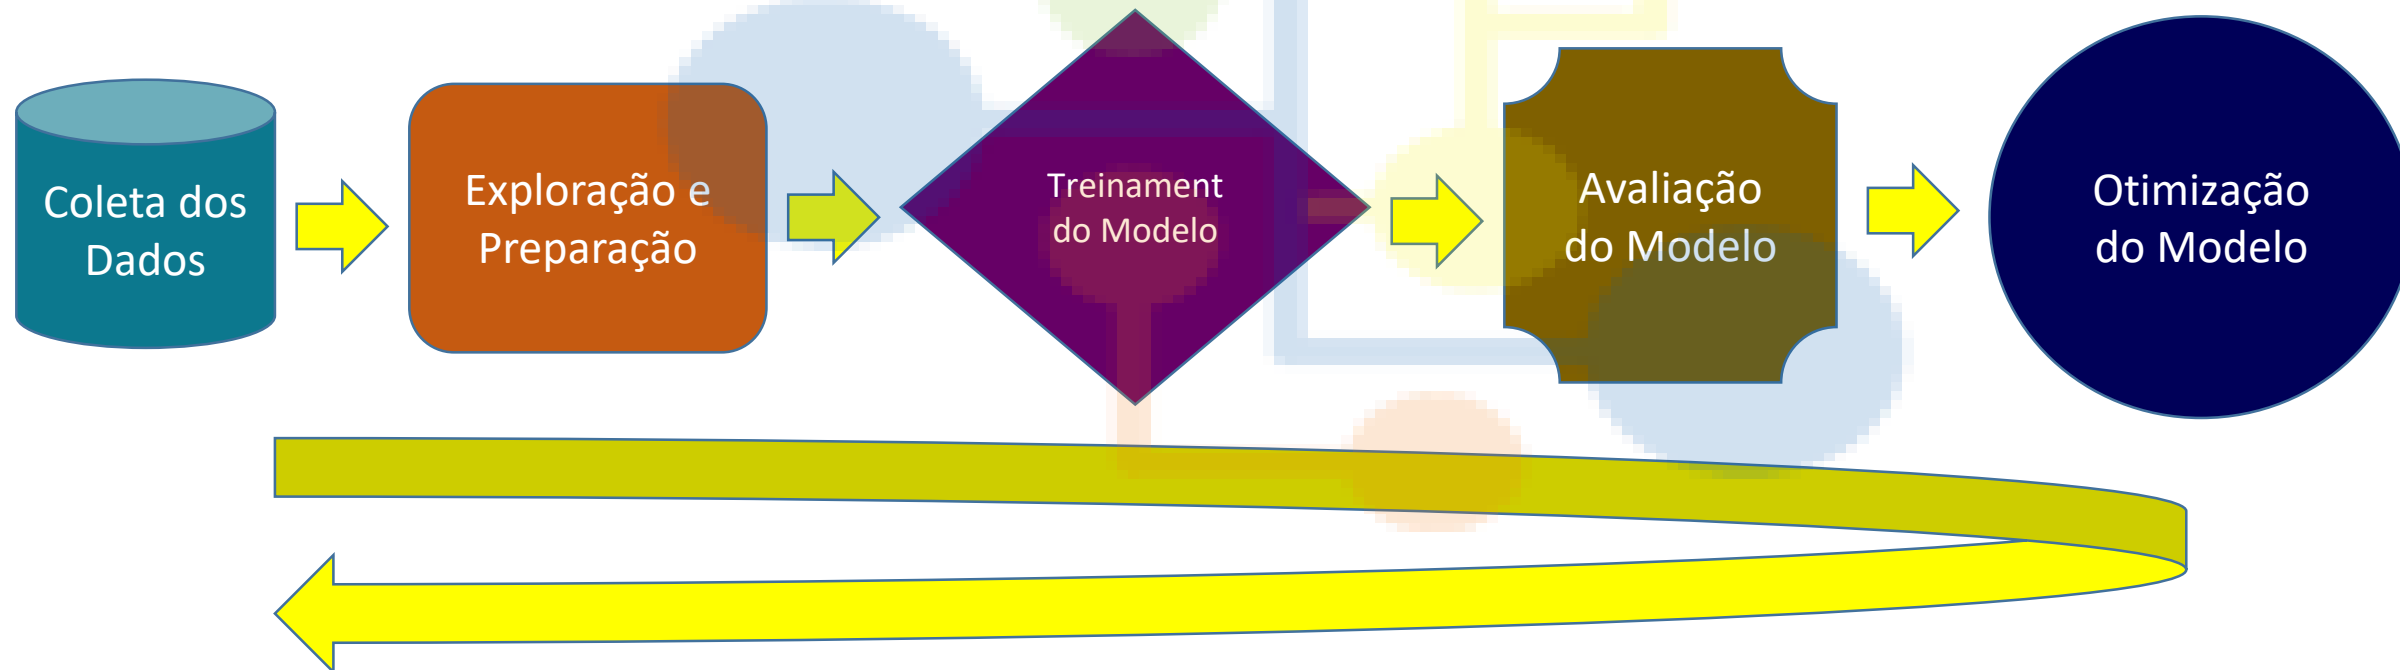 Coleta dos
Dados
Exploração e
Preparação
Treinament
do Modelo
Avaliação
do Modelo
Otimização
do Modelo